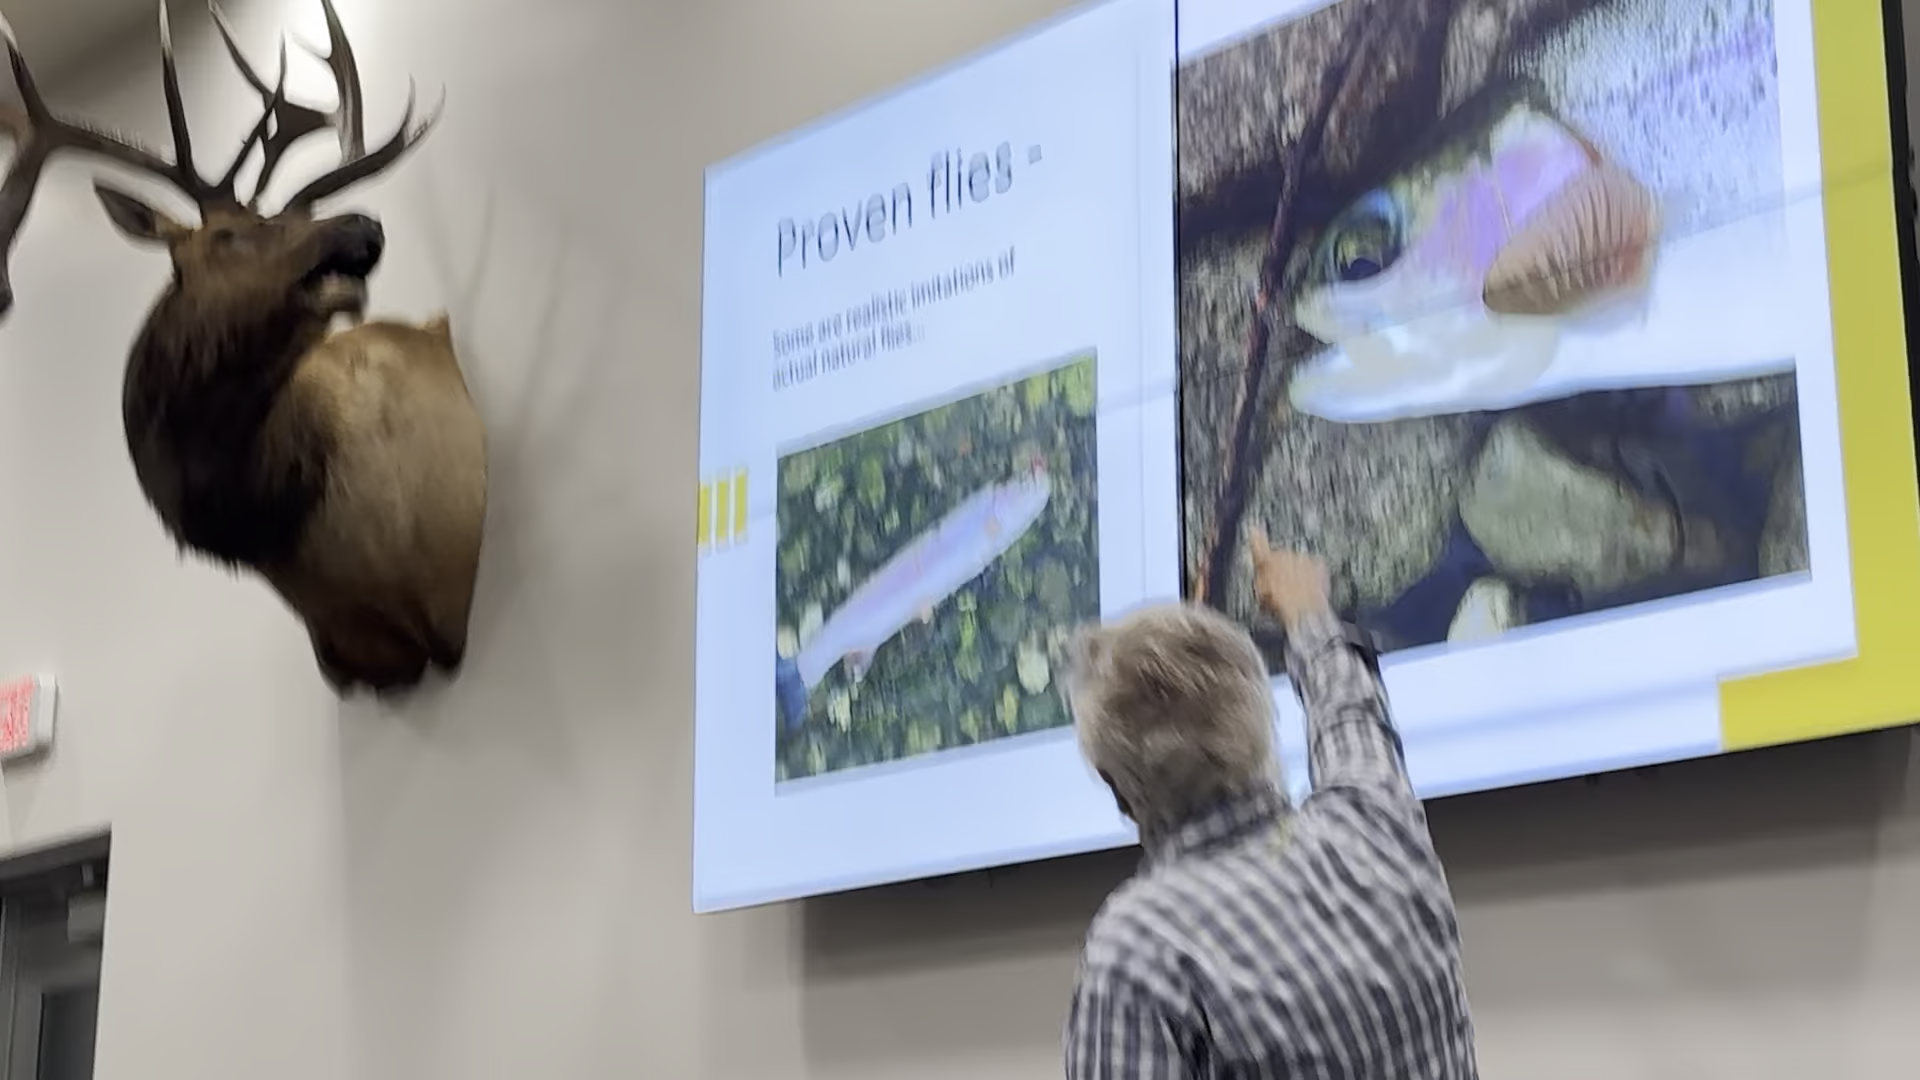 Proven flies -
Some are realistic imitations of
actual natural flies...